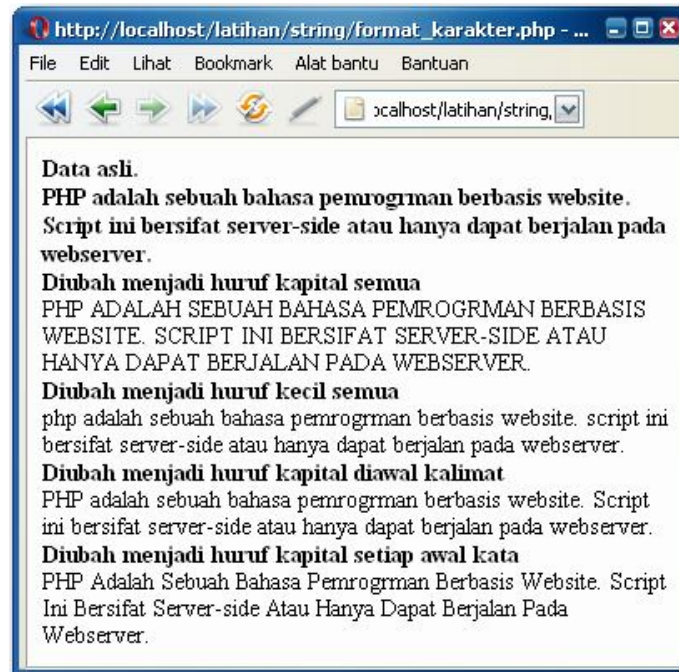 http://localhost/latihan/string/format_karakter.php - ...
File Edit Lihat Bookmark Alat bantu Bantuan
ocalhost/latihan/string,
Data asli.
PHP adalah sebuah bahasa pemrogrman berbasis website.
Script ini bersifat server-side atau hanya dapat berjalan pada
webserver.
Diubah menjadi huruf kapital semua
PHP ADALAH SEBUAH BAHASA PEMROGRMAN BERBASIS
WEBSITE. SCRIPT INI BERSIFAT SERVER-SIDE ATAU
HANYA DAPAT BERJALAN PADA WEBSERVER.
Diubah menjadi huruf kecil semua
php adalah sebuah bahasa pemrogrman berbasis website. script ini
bersifat server-side atau hanya dapat berjalan pada webserver.
Diubah menjadi huruf kapital diawal kalimat
PHP adalah sebuah bahasa pemrogrman berbasis website. Script
ini bersifat server-side atau hanya dapat berjalan pada webserver.
Diubah menjadi huruf kapital setiap awal kata
PHP Adalah Sebuah Bahasa Pemrogrman Berbasis Website. Script
Ini Bersifat Server-side Atau Hanya Dapat Berjalan Pada
Webserver.